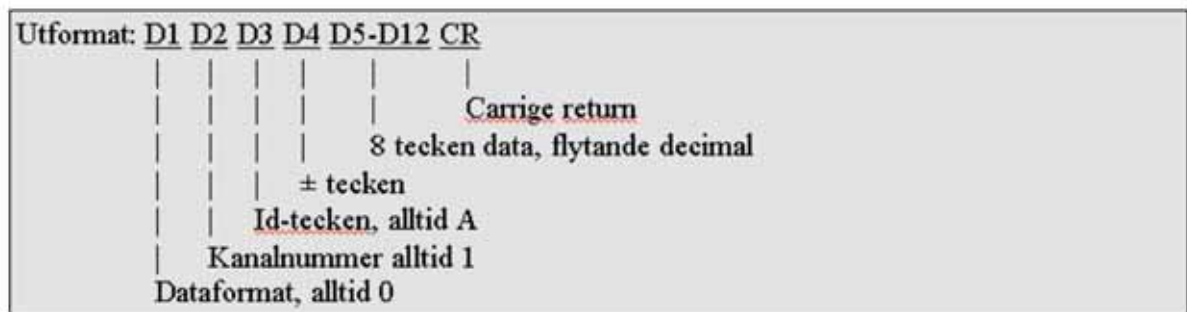 Utformat: D1 D2 D3 D4 D5-D12 CR
Carrige return
8 tecken data, flytande decimal
± tecken
Id-tecken, alltid A
Kanalnummer alltid 1
Dataformat, alltid 0